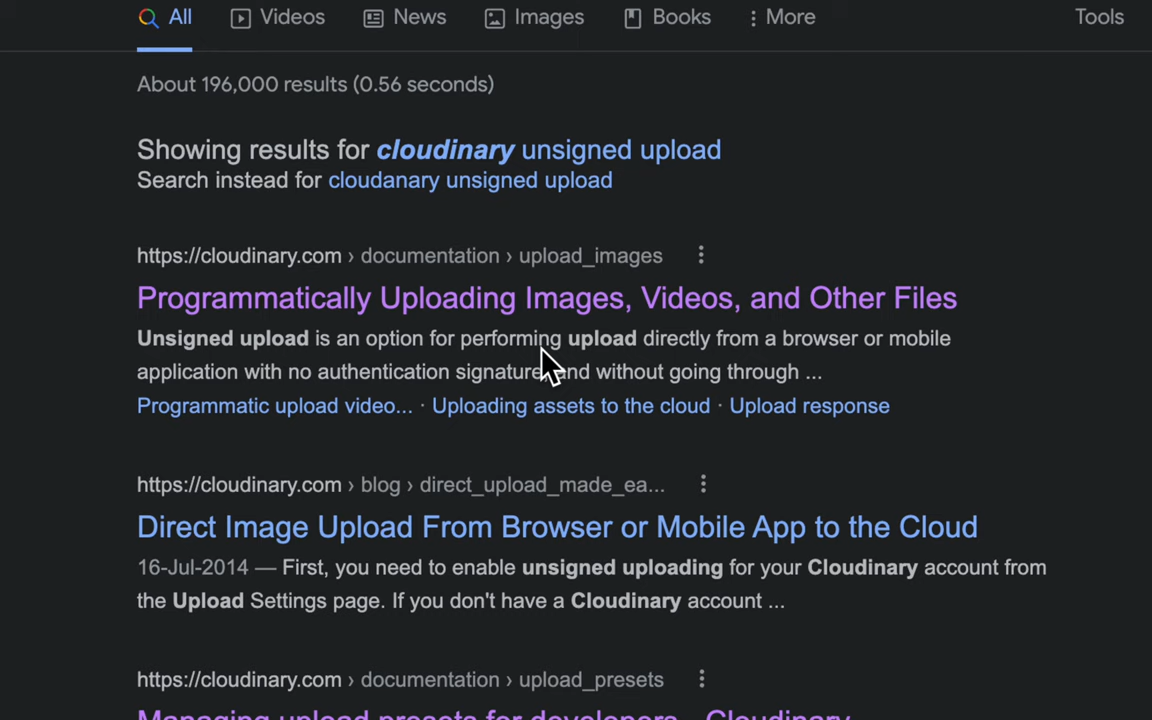 All Videos News Images Books More Tools
About 196,000 results (0.56 seconds)
Showing results for cloudinary unsigned upload
Search instead for cloudanary unsigned upload
https://cloudinary.com › documentation › upload_images
Programmatically Uploading Images, Videos, and Other Files
Unsigned upload is an option for performing upload directly from a browser or mobile
application with no authentication signature and without going through ...
Programmatic upload video... · Uploading assets to the cloud · Upload response
https://cloudinary.com › blog › direct_upload_made_ea...
Direct Image Upload From Browser or Mobile App to the Cloud
16-Jul-2014 — First, you need to enable unsigned uploading for your Cloudinary account from
the Upload Settings page. If you don't have a Cloudinary account ...
https://cloudinary.com › documentation › upload_presets
Managing upload presets for developers - Cloudinary